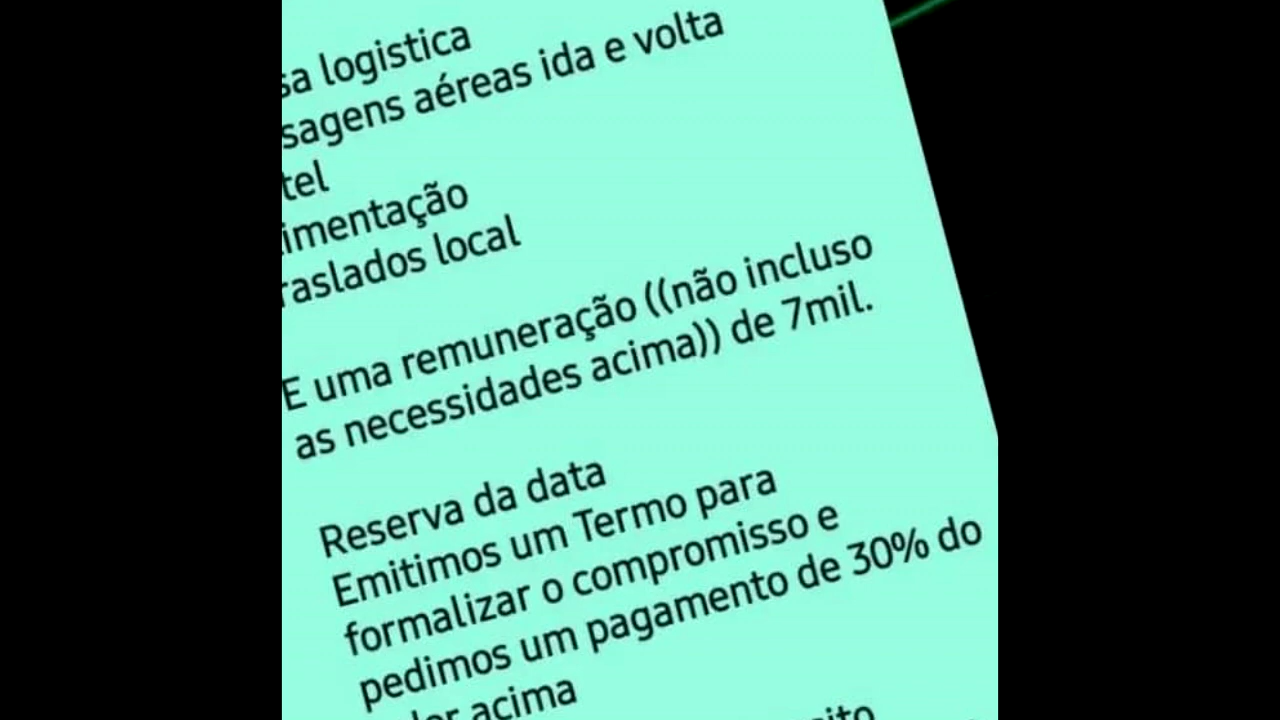 sa logistica
sagens aéreas ida e volta
tel
imentação
raslados local
E uma remuneração ((não incluso
as necessidades acima)) de 7mil.
Reserva da data
Emitimos um Termo para
formalizar o compromisso e
pedimos um pagamento de 30% do
acima